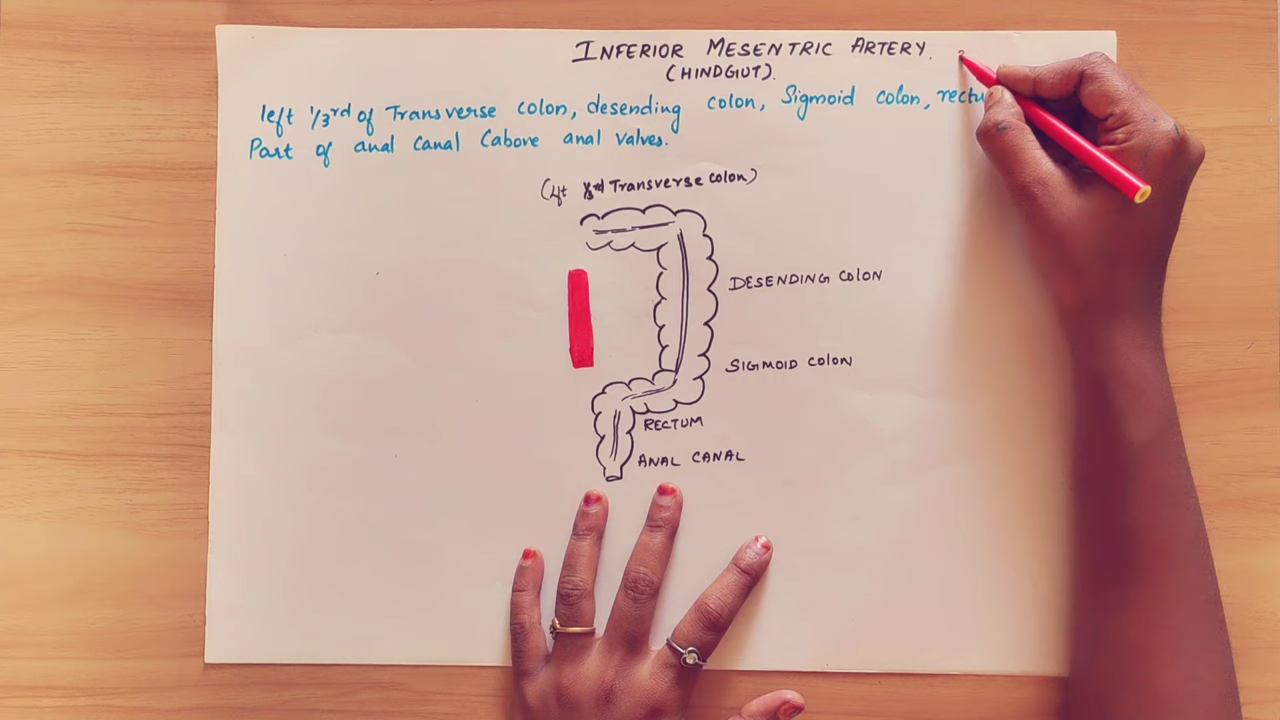 INFERIOR MESENTRIC ARTERY.
(HINDGUT).
left 1/3rd of Transverse colon, desending colon, Sigmoid colon, rectu
Part of anal canal (above anal valves.
(Lft 1/3rd Transverse colon)
DESENDING COLON
SIGMOID COLON
RECTUM
ANAL CANAL